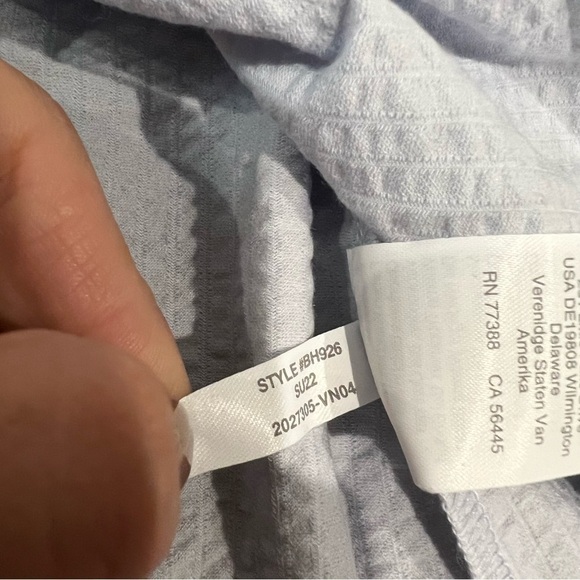 STYLE #BH926
SU22
2027305-VN04
USA DE19808 Wilmington
Delaware
Verenidge Staten Van
Amerika
RN 77388 CA 56445